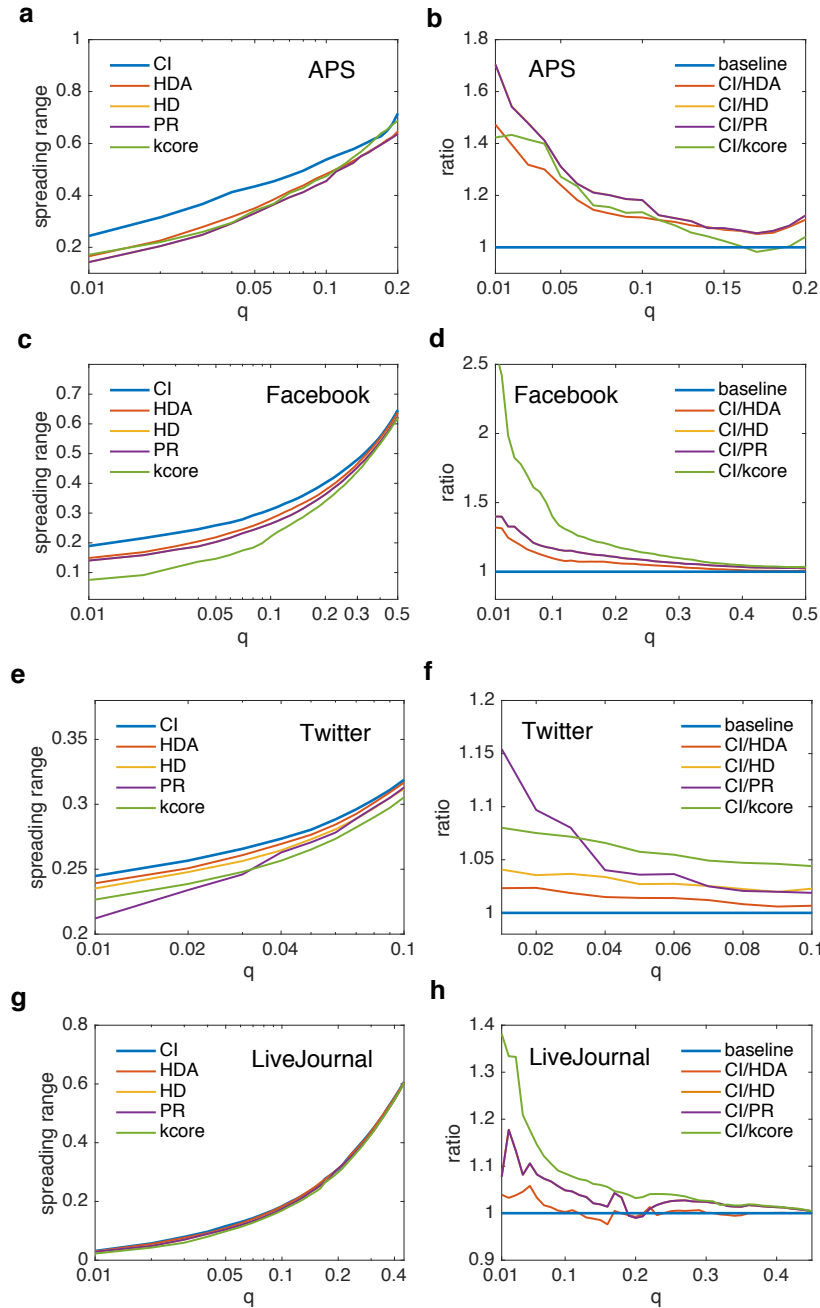 a
APS
CI
HDA
HD
PR
kcore
spreading range
1
0.8
0.6
0.4
0.2
0.01
0.05
0.1
0.2
q
b
APS
baseline
CI/HDA
CI/HD
CI/PR
CI/kcore
ratio
1.8
1.6
1.4
1.2
1
0.01
0.05
0.1
0.15
0.2
q
c
Facebook
CI
HDA
HD
PR
kcore
spreading range
0.7
0.6
0.5
0.4
0.3
0.2
0.1
0.01
0.05
0.1
0.2
0.3
0.5
q
d
Facebook
baseline
CI/HDA
CI/HD
CI/PR
CI/kcore
ratio
2.5
2
1.5
1
0.01
0.1
0.2
0.3
0.5
q
e
Twitter
CI
HDA
HD
PR
kcore
spreading range
0.35
0.3
0.25
0.2
0.01
0.02
0.04
0.1
q
f
Twitter
baseline
CI/HDA
CI/HD
CI/PR
CI/kcore
ratio
1.2
1.15
1.1
1.05
1
0.02
0.04
0.06
0.08
0.1
q
g
LiveJournal
CI
HDA
HD
PR
kcore
spreading range
0.8
0.6
0.4
0.2
0
0.01
0.05
0.1
0.2
0.4
q
h
LiveJournal
baseline
CI/HDA
CI/HD
CI/PR
CI/kcore
ratio
1.4
1.3
1.2
1.1
1
0.9
0.01
0.1
0.2
0.3
0.4
q